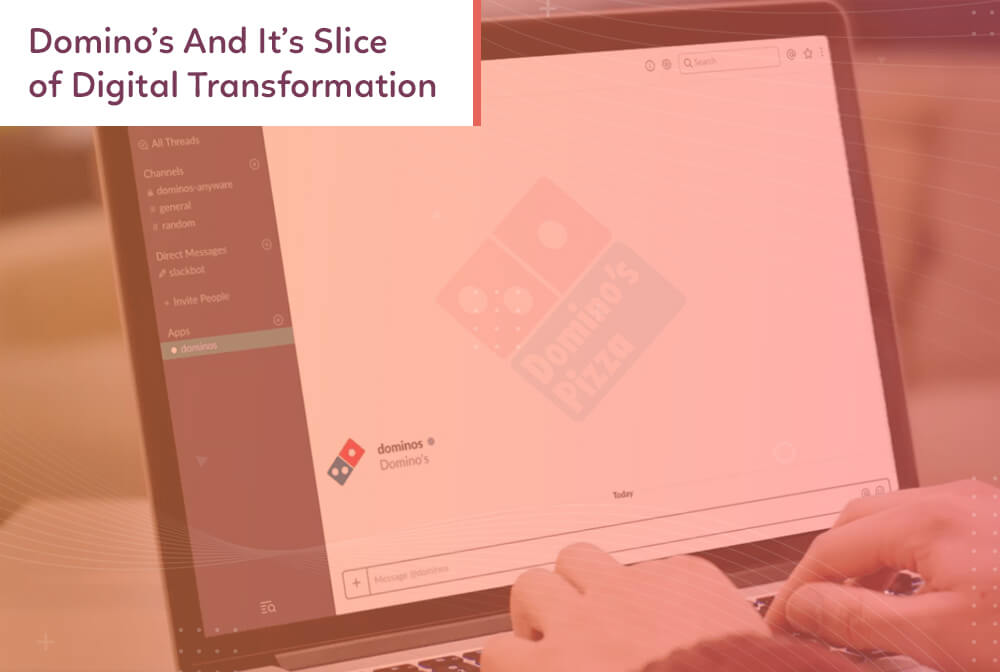 Domino's And It's Slice
of Digital Transformation
Search
All Threads
Channels
dominos-anyware
# general
# random
Direct Messages
slackbot
+ Invite People
Apps
dominos
Domino's
Pizza
dominos
Domino's
Today
+ Message @dominos